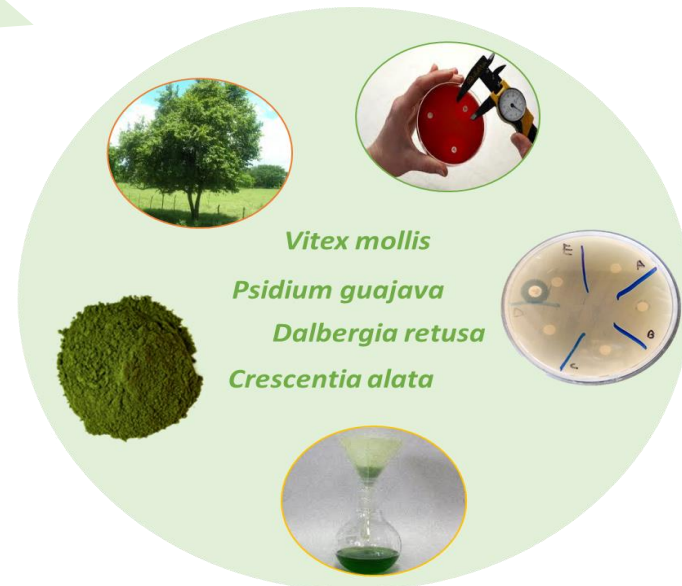 Vitex mollis
Psidium guajava
Dalbergia retusa
Crescentia alata
E
A
B
C